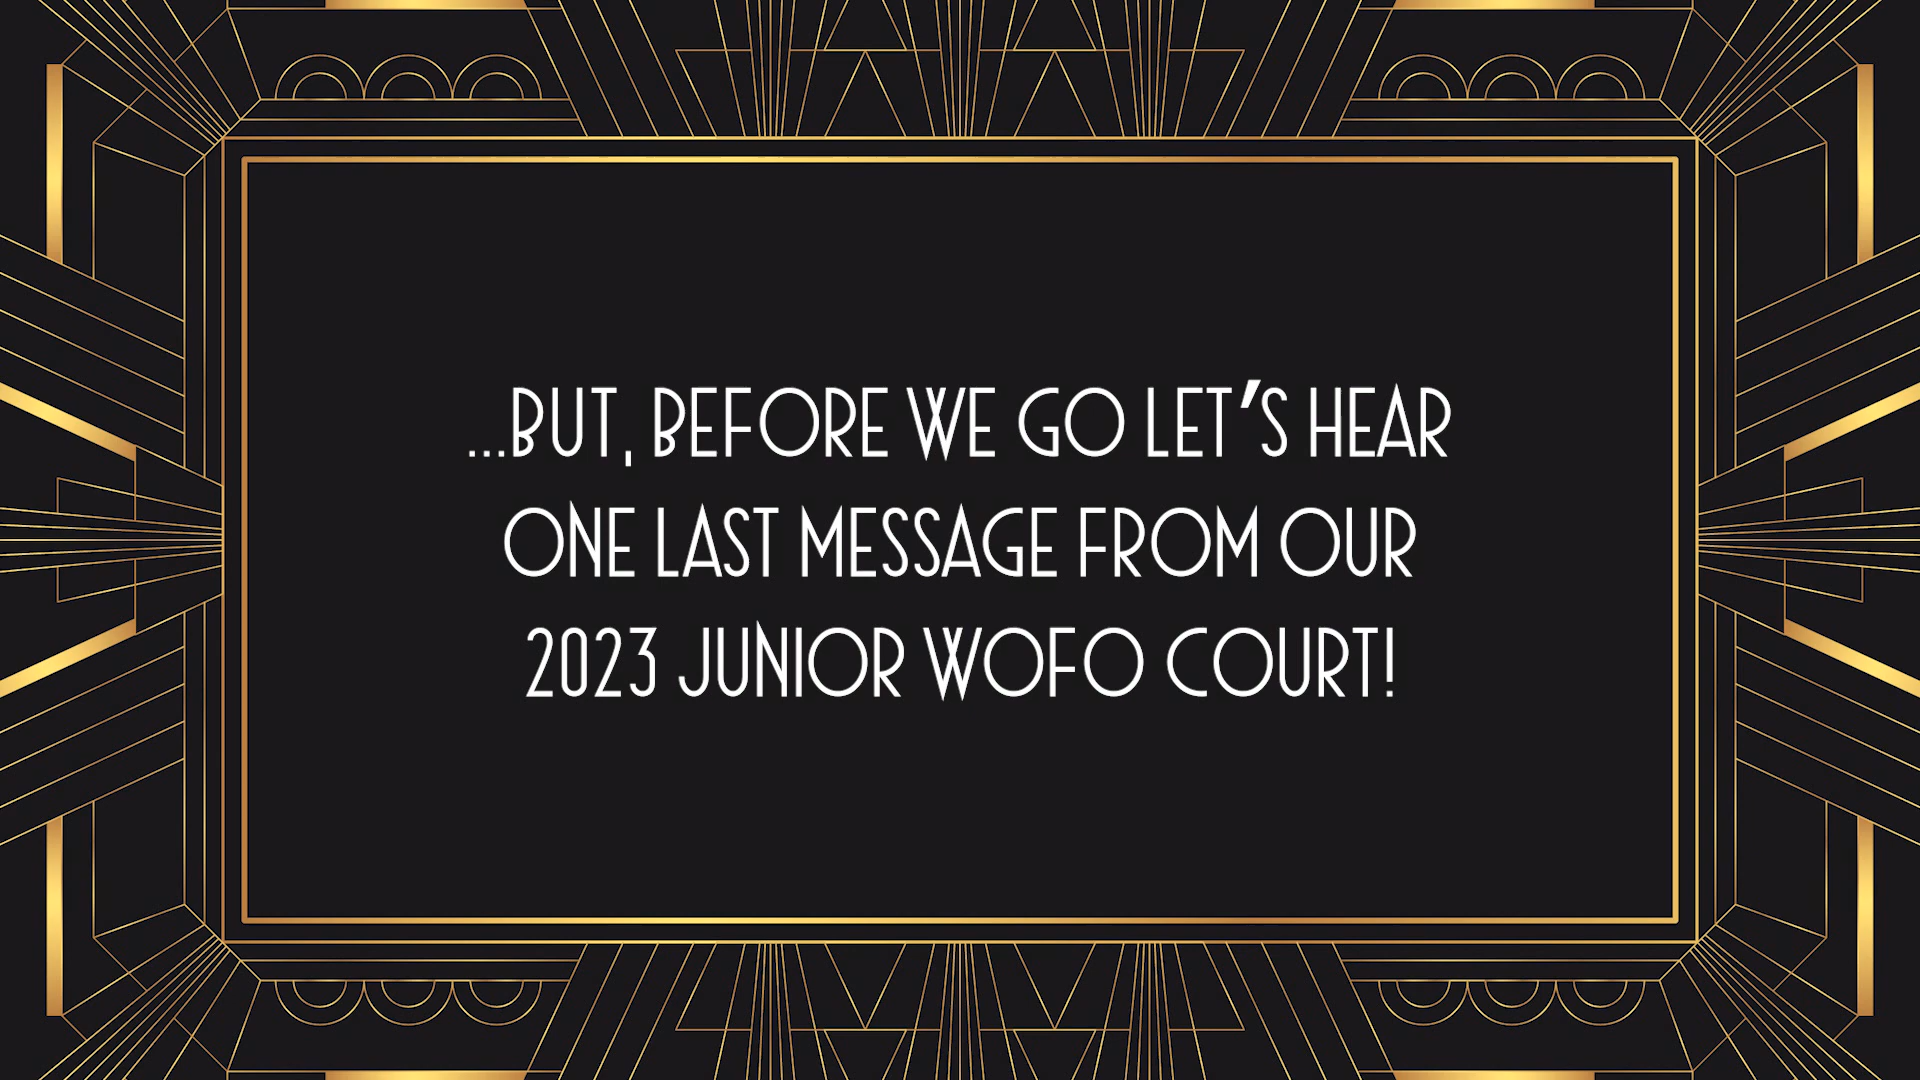 ...BUT, BEFORE WE GO LET'S HEAR
ONE LAST MESSAGE FROM OUR
2023 JUNIOR WOFO COURT!